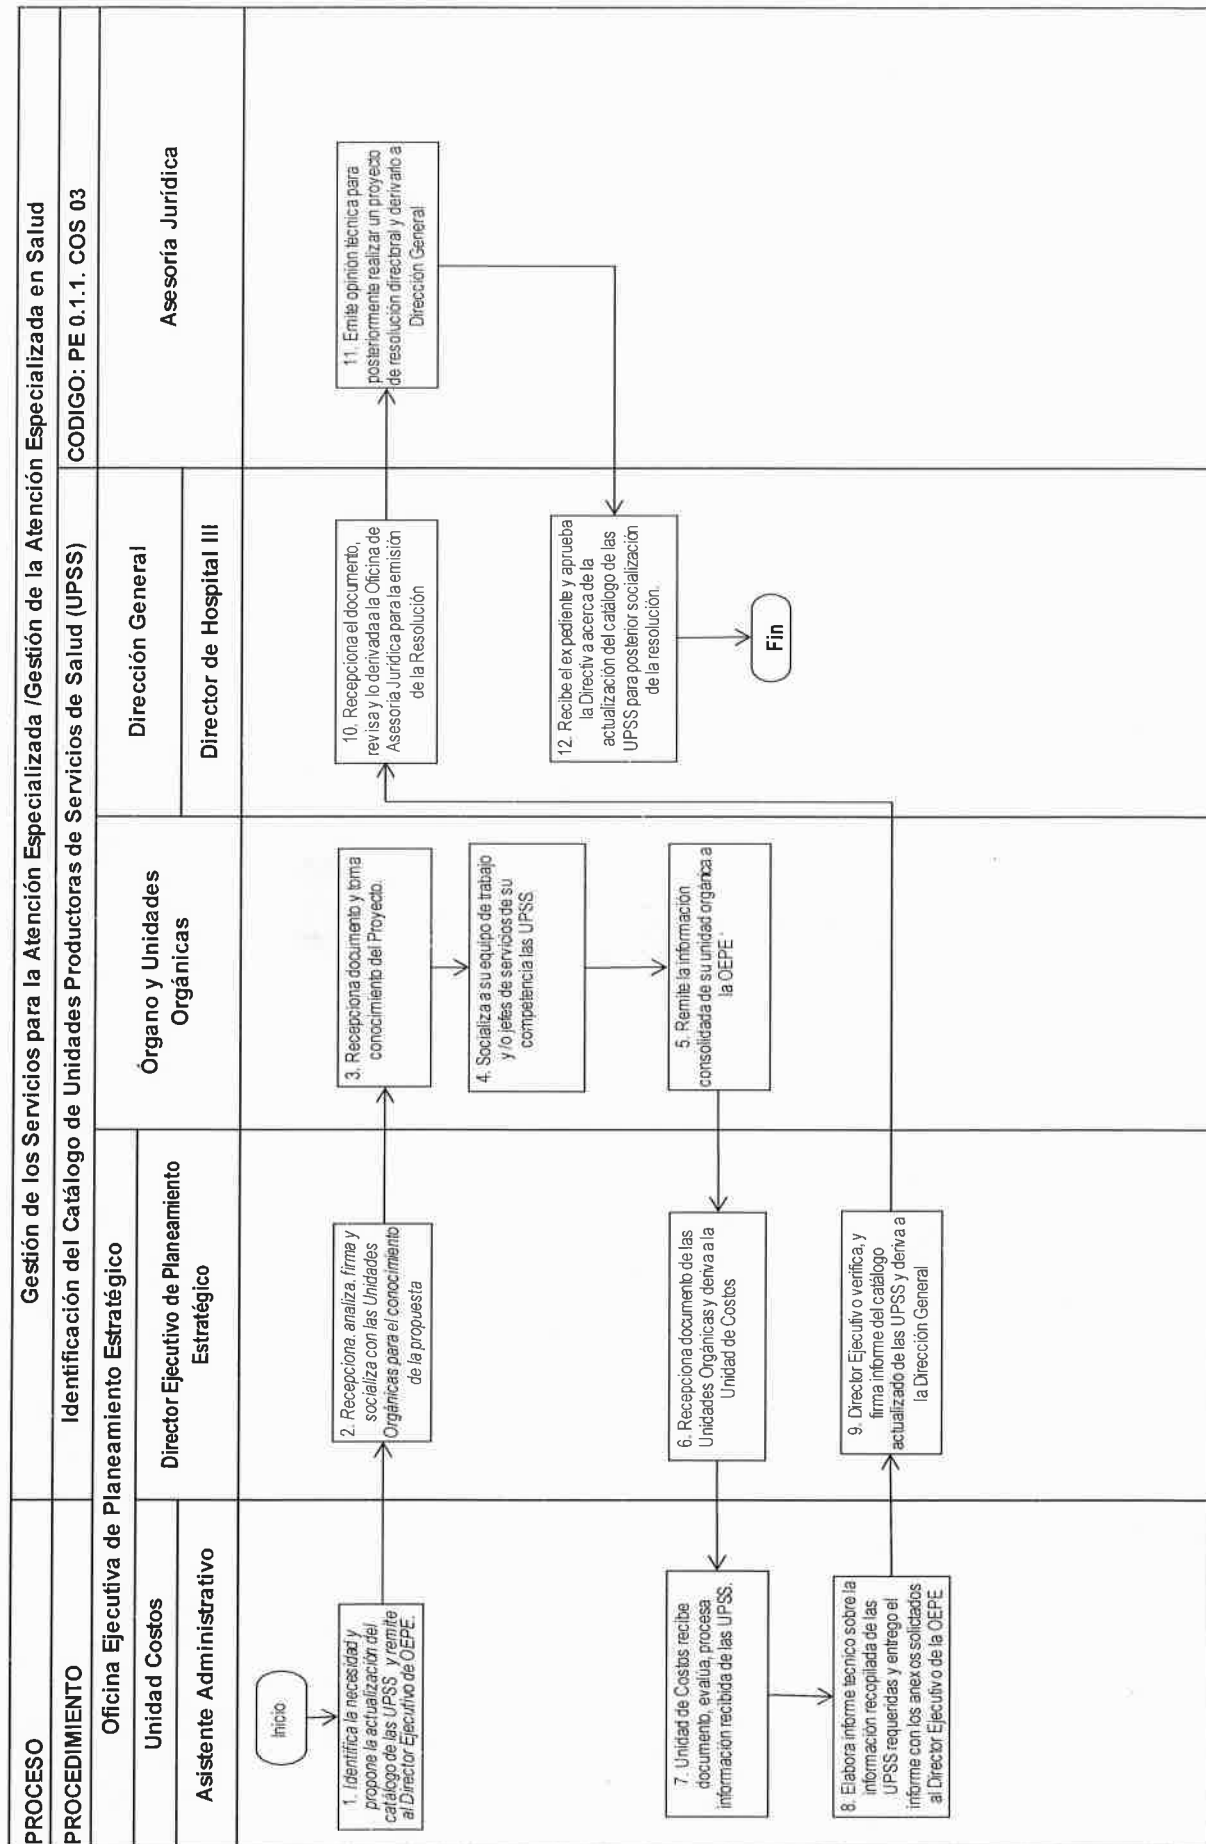 PROCESO
Gestión de los Servicios para la Atención Especializada /Gestión de la Atención Especializada en Salud
PROCEDIMIENTO
Identificación del Catálogo de Unidades Productoras de Servicios de Salud (UPSS)
CODIGO: PE 0.1.1. COS 03
Oficina Ejecutiva de Planeamiento Estratégico
Unidad Costos
Asistente Administrativo
Director Ejecutivo de Planeamiento
Estratégico
Órgano y Unidades
Orgánicas
Dirección General
Director de Hospital III
Asesoría Jurídica
Inicio
1. Identifica la necesidad y
propone la actualización del
catálogo de las UPSS y remite
al Director Ejecutivo de OEPE.
2. Recepciona. analiza, firma y
socializa con las Unidades
Orgánicas para el conocimiento
de la propuesta
3. Recepciona documento y toma
conocimiento del Proyecto.
4. Socializa a su equipo de trabajo
y/o jefes de servicios de su
competencia las UPSS.
5. Remite la información
consolidada de su unidad orgánica a
la OEPE
6. Recepciona documento de las
Unidades Orgánicas y deriva a la
Unidad de Costos
7. Unidad de Costos recibe
documento, evalúa, procesa
información recibida de las UPSS.
8. Elabora informe tecnico sobre la
información recopilada de las
UPSS requeridas y entrego el
informe con los anexos solicitados
al Director Ejecutivo de la OEPE
9. Director Ejecutivo verifica, y
firma informe del catálogo
actualizado de las UPSS y deriva a
la Dirección General
10. Recepciona el documento,
revisa y lo derivada a la Oficina de
Asesoría Jurídica para la emisión
de la Resolución
11. Emite opinión técnica para
posteriormente realizar un proyecto
de resolución directoral y derivarlo a
Dirección General
12. Recibe el expediente y aprueba
la Directiva acerca de la
actualización del catálogo de las
UPSS para posterior socialización
de la resolución.
Fin